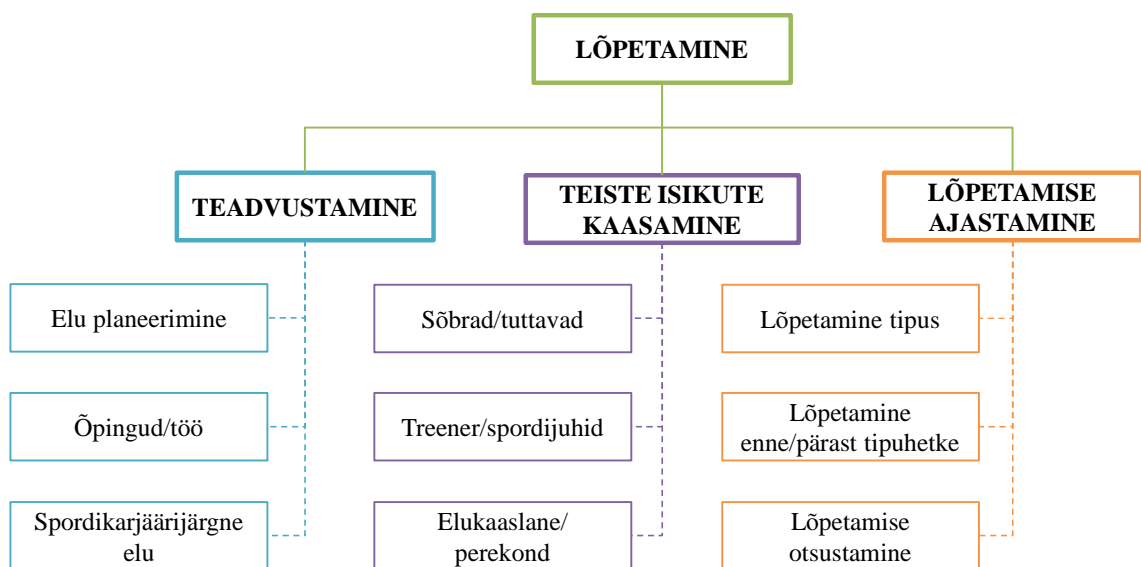 LÕPETAMINE
TEADVUSTAMINE
TEISTE ISIKUTE
KAASAMINE
LÕPETAMISE
AJASTAMINE
Elu planeerimine
Sõbrad/tuttavad
Lõpetamine tipus
Õpingud/töö
Treener/spordijuhid
Lõpetamine
enne/pärast tipuhetke
Spordikarjäärijärgne
elu
Elukaaslane/
perekond
Lõpetamise
otsustamine